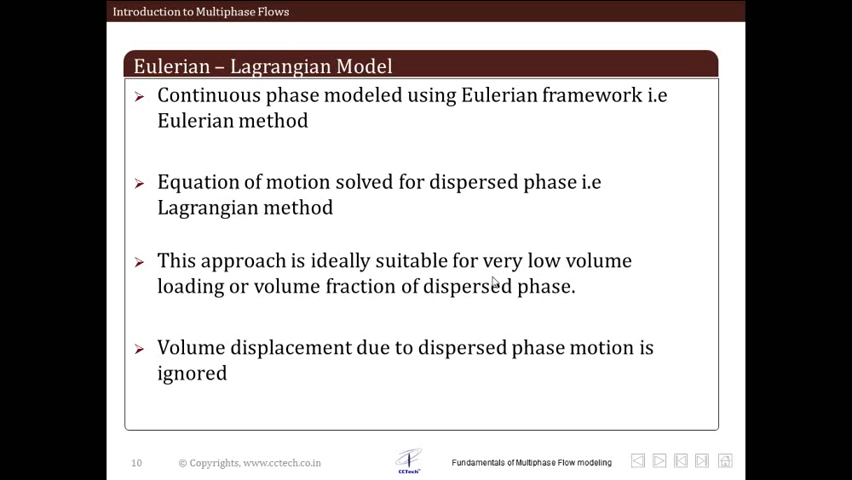 Introduction to Multiphase Flows
Eulerian – Lagrangian Model
Continuous phase modeled using Eulerian framework i.e
Eulerian method
Equation of motion solved for dispersed phase i.e
Lagrangian method
This approach is ideally suitable for very low volume
loading or volume fraction of dispersed phase.
Volume displacement due to dispersed phase motion is
ignored
10
© Copyrights, www.cctech.co.in
CCTech
Fundamentals of Multiphase Flow modeling